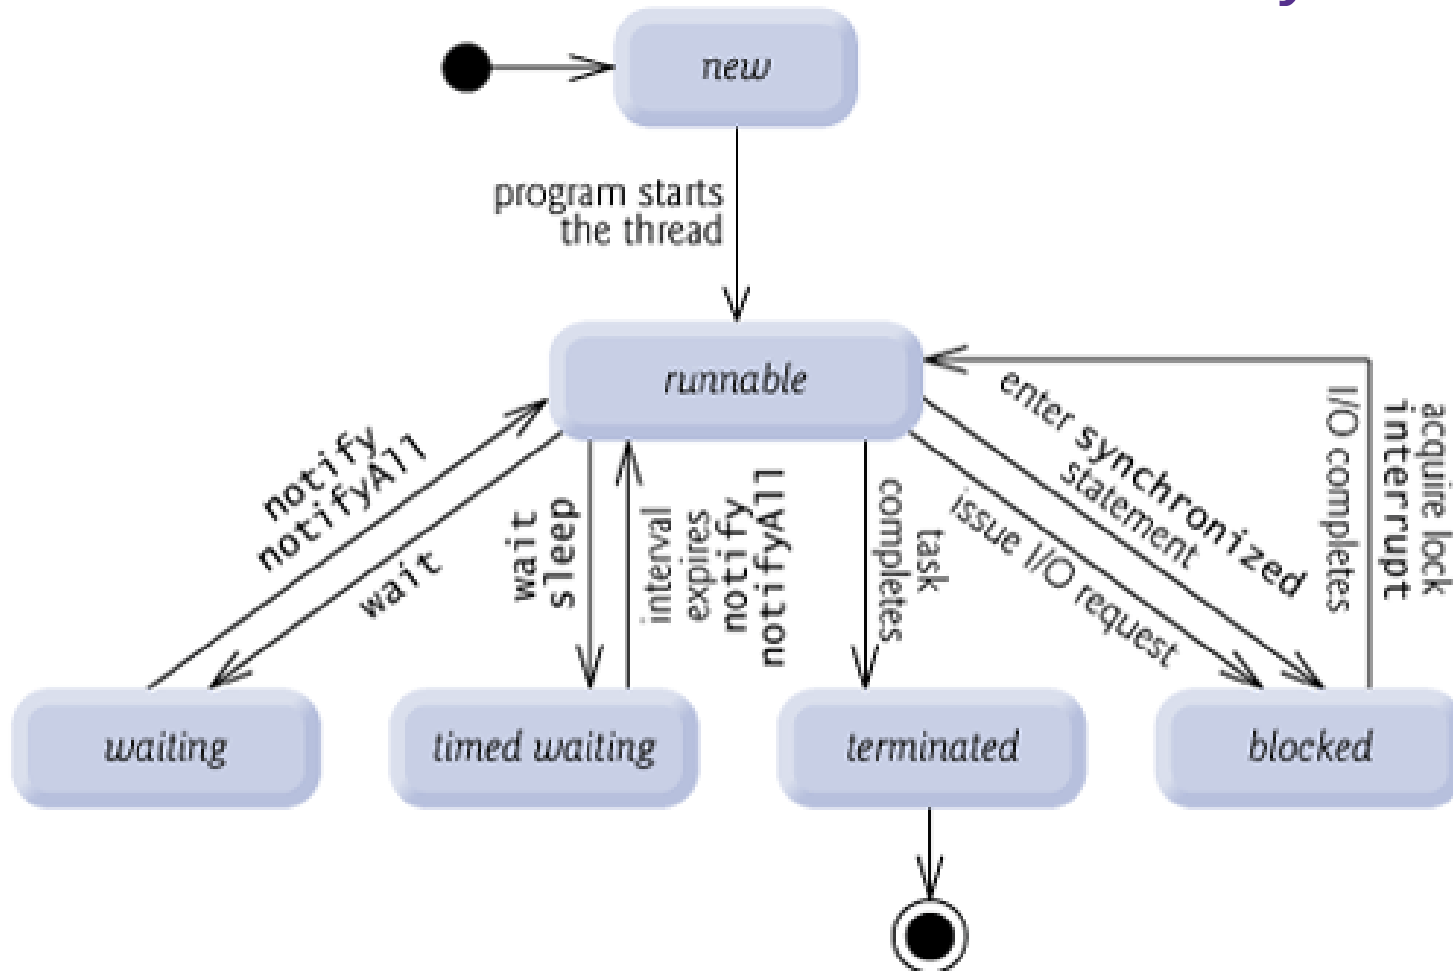 new
program starts
the thread
runnable
notify
notifyAll
wait
wait
sleep
interval
expires
notify
notifyAll
task
completes
enter synchronized
statement
issue I/O request
I/O completes
acquire lock
interrupt
waiting
timed waiting
terminated
blocked